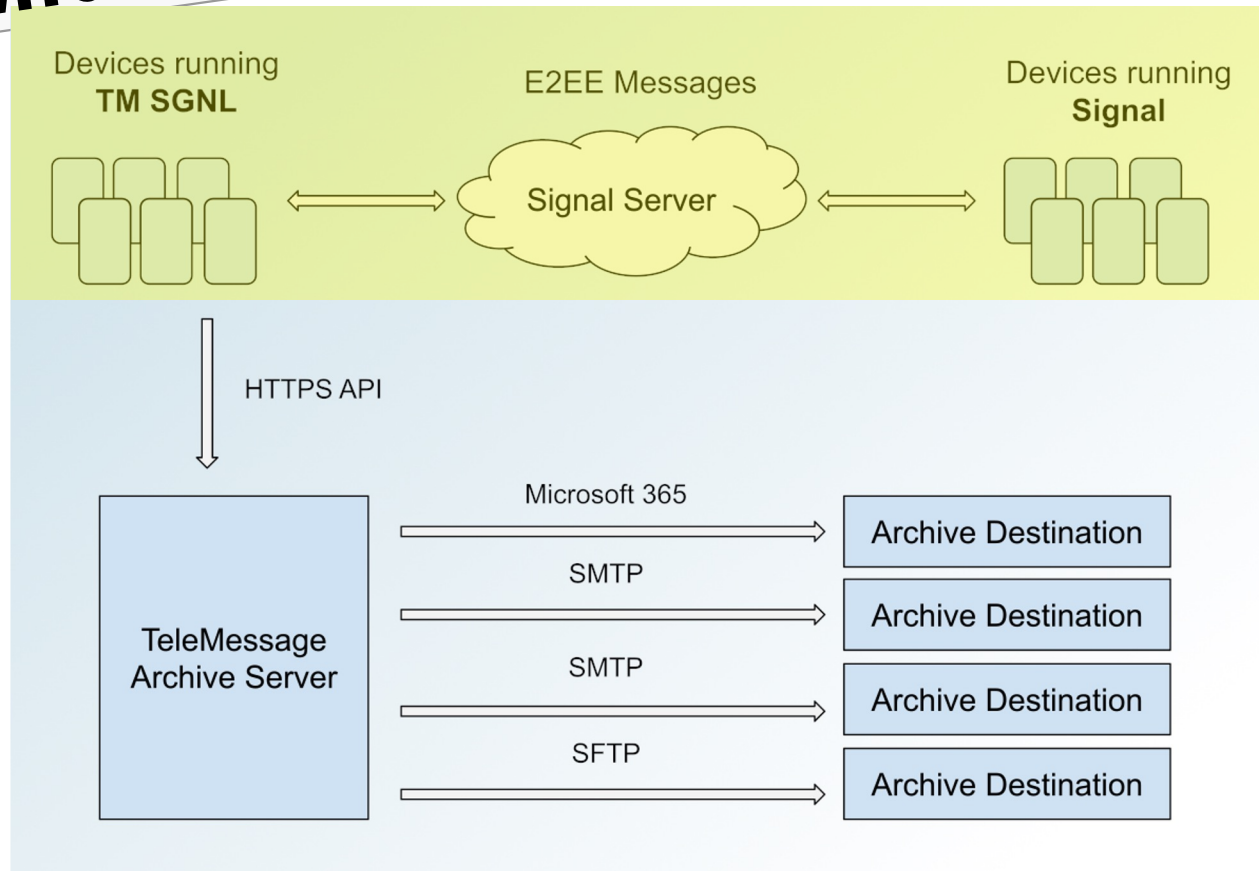 Devices running
TM SGNL
E2EE Messages
Devices running
Signal
Signal Server
HTTPS API
Microsoft 365
Archive Destination
SMTP
Archive Destination
TeleMessage
Archive Server
SMTP
Archive Destination
SFTP
Archive Destination